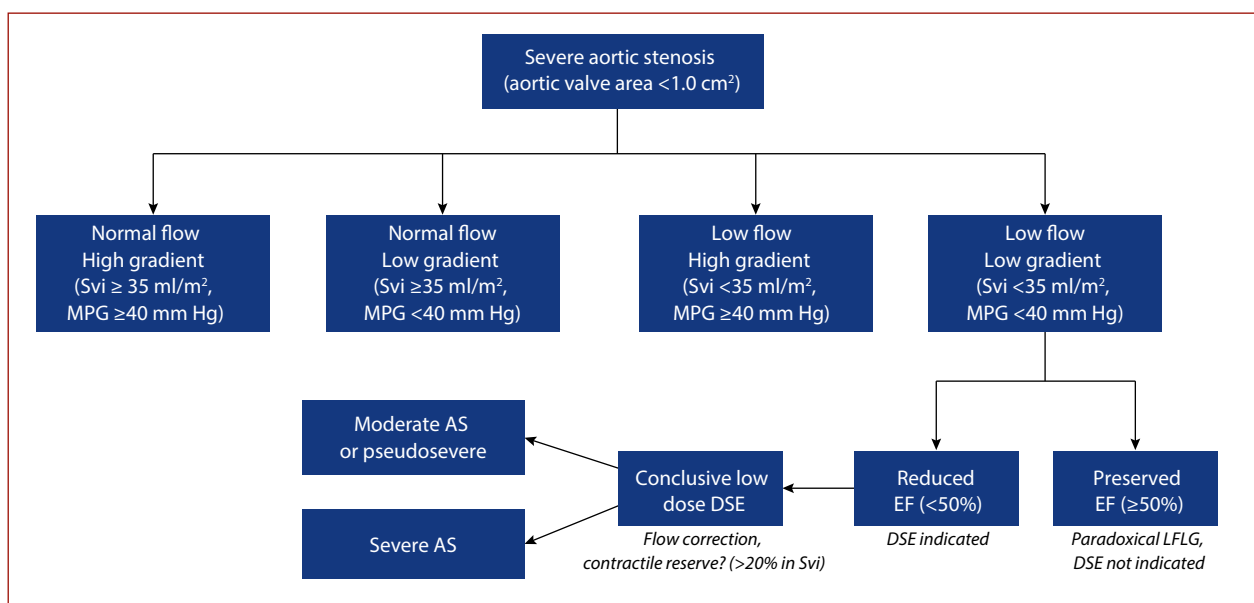 Severe aortic stenosis
(aortic valve area <1.0 cm²)
Normal flow
High gradient
(Svi ≥ 35 ml/m²,
MPG ≥40 mm Hg)
Normal flow
Low gradient
(Svi ≥35 ml/m²,
MPG <40 mm Hg)
Low flow
High gradient
(Svi <35 ml/m²,
MPG ≥40 mm Hg)
Low flow
Low gradient
(Svi <35 ml/m²,
MPG <40 mm Hg)
Moderate AS
or pseudosevere
Severe AS
Conclusive low
dose DSE
Flow correction,
contractile reserve? (>20% in Svi)
Reduced
EF (<50%)
DSE indicated
Preserved
EF (≥50%)
Paradoxical LFLG,
DSE not indicated